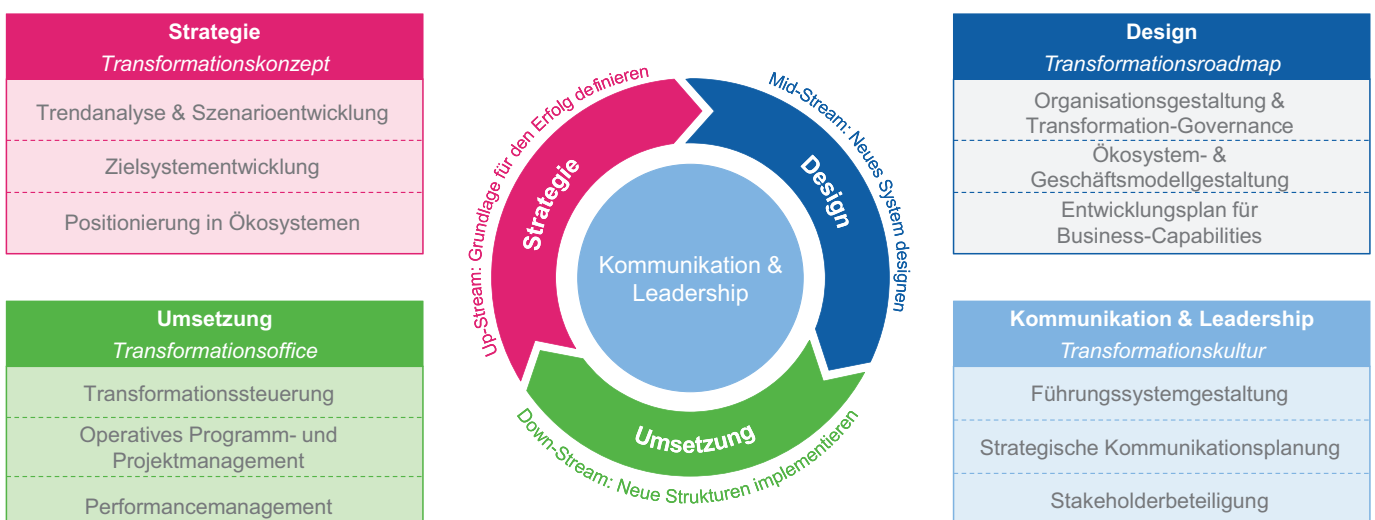 Strategie
Transformationskonzept
Trendanalyse & Szenarioentwicklung
Zielsystementwicklung
Positionierung in Ökosystemen
Umsetzung
Transformationsoffice
Transformationssteuerung
Operatives Programm- und
Projektmanagement
Performancemanagement
Up-Stream: Grundlage für den Erfolg definieren
Strategie
Mid-Stream: Neues System designen
Design
Kommunikation &
Leadership
Umsetzung
Down-Stream: Neue Strukturen implementieren
Design
Transformationsroadmap
Organisationsgestaltung &
Transformation-Governance
Ökosystem- &
Geschäftsmodellgestaltung
Entwicklungsplan für
Business-Capabilities
Kommunikation & Leadership
Transformationskultur
Führungssystemgestaltung
Strategische Kommunikationsplanung
Stakeholderbeteiligung